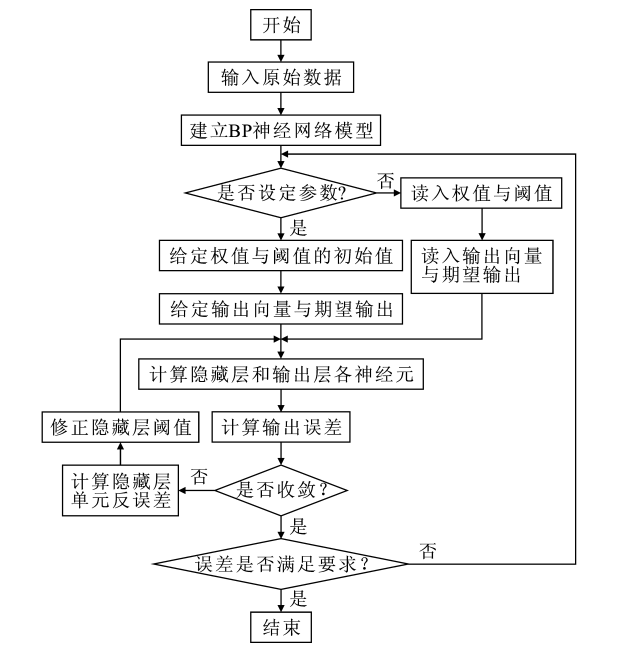 开始
输入原始数据
建立BP神经网络模型
是否设定参数?
否
读入权值与阈值
是
给定权值与阈值的初始值
读入输出向量
与期望输出
给定输出向量与期望输出
计算隐藏层和输出层各神经元
修正隐藏层阈值
计算输出误差
计算隐藏层
单元反误差
否
是否收敛?
是
误差是否满足要求?
否
是
结束